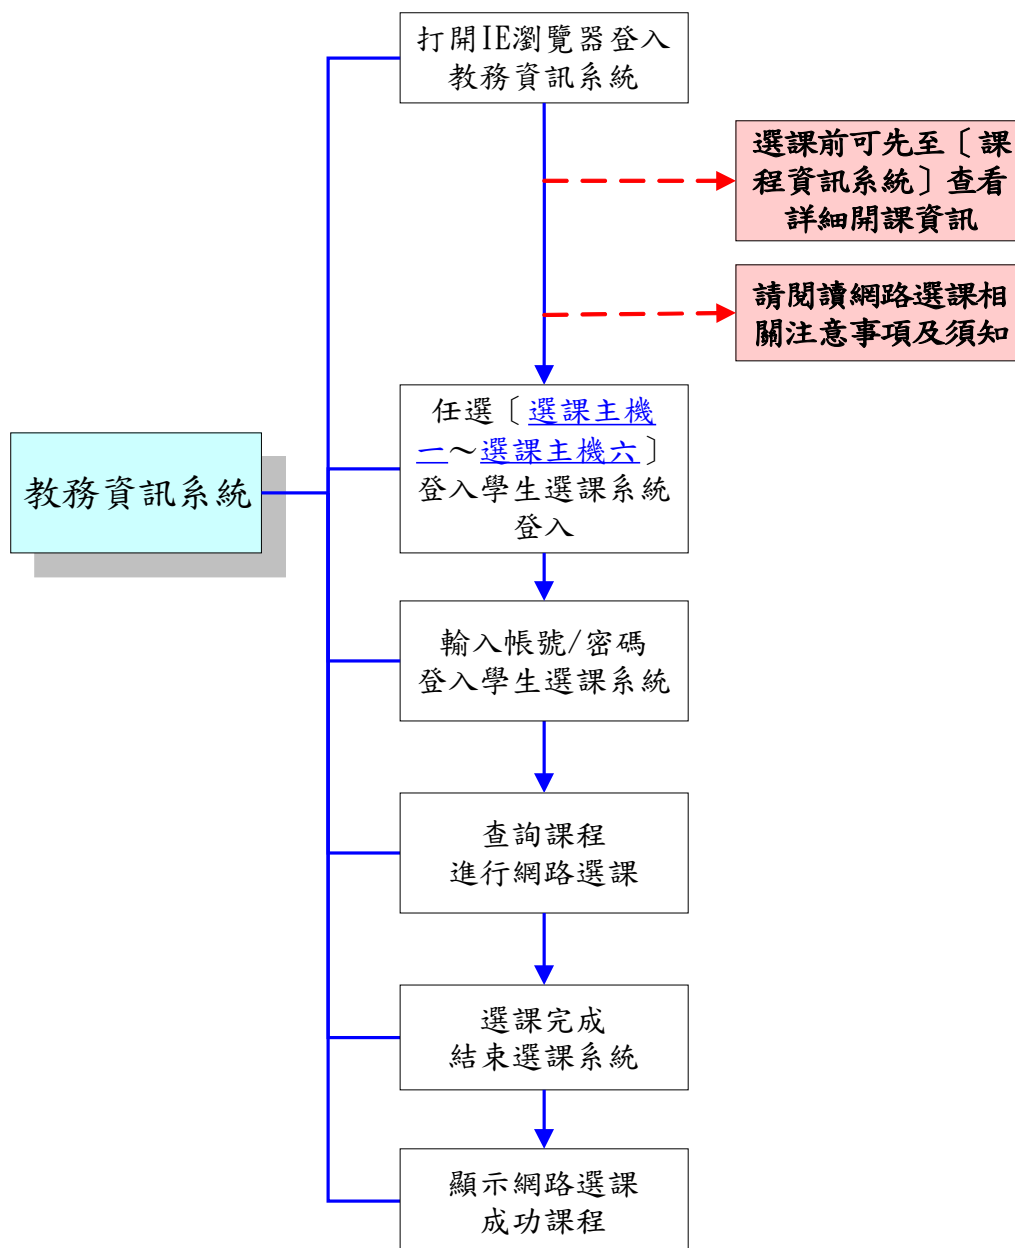 打開IE瀏覽器登入
教務資訊系統
選課前可先至〔課
程資訊系統〕查看
詳細開課資訊
請閱讀網路選課相
關注意事項及須知
任選〔選課主機
一～選課主機六〕
登入學生選課系統
登入
教務資訊系統
輸入帳號/密碼
登入學生選課系統
查詢課程
進行網路選課
選課完成
結束選課系統
顯示網路選課
成功課程